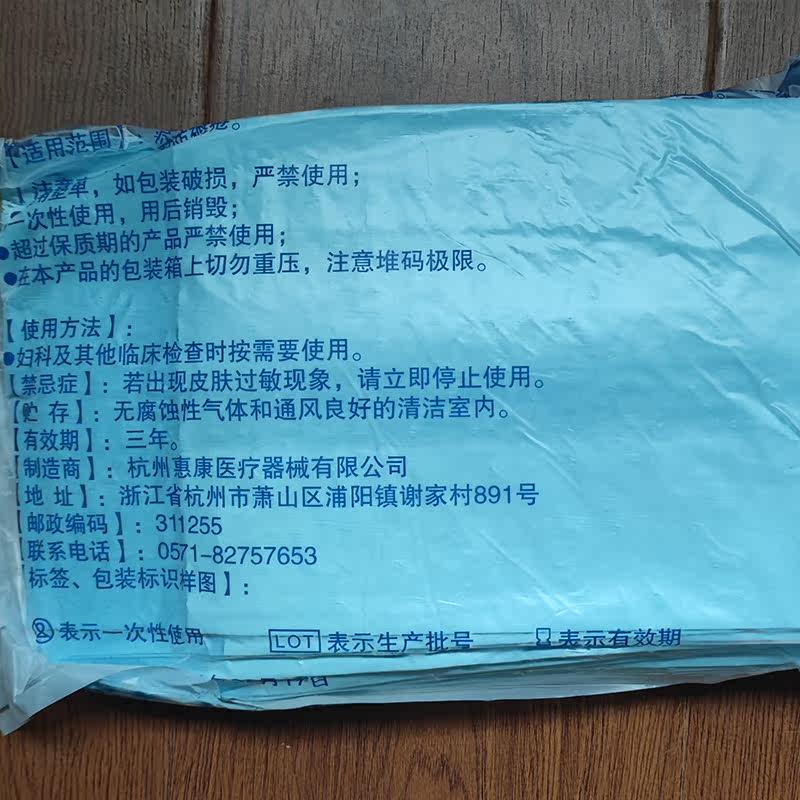 【适用范围】
如包装破损，严禁使用；
次性使用，用后销毁；
●超过保质期的产品严禁使用；
●在本产品的包装箱上切勿重压，注意堆码极限。
【使用方法】：
●妇科及其他临床检查时按需要使用。
【禁忌症】：若出现皮肤过敏现象，请立即停止使用。
【贮 存】：无腐蚀性气体和通风良好的清洁室内。
【有效期】：三年。
【制造商】：杭州惠康医疗器械有限公司
【地 址】：浙江省杭州市萧山区浦阳镇谢家村891号
【邮政编码】：311255
【联系电话】：0571-82757653
【标签、包装标识样图】：
表示一次性使用 LOT 表示生产批号 表示有效期